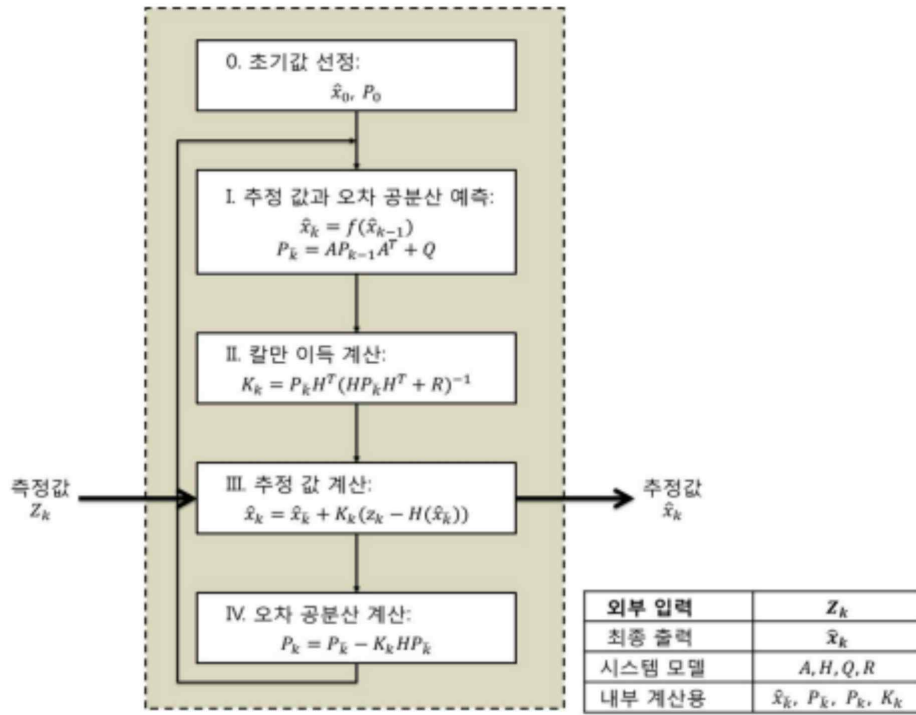 0. 초기값 선정:
x̂₀, P₀
Ⅰ. 추정 값과 오차 공분산 예측:
x̂ₖ = f(x̂ₖ₋₁)
Pₖ̄ = APₖ₋₁Aᵀ + Q
Ⅱ. 칼만 이득 계산:
Kₖ = Pₖ̄Hᵀ(HPₖ̄Hᵀ + R)⁻¹
측정값
Zₖ
Ⅲ. 추정 값 계산:
x̂ₖ = x̂ₖ̄ + Kₖ(zₖ − H(x̂ₖ̄))
추정값
x̂ₖ
Ⅳ. 오차 공분산 계산:
Pₖ = Pₖ̄ − KₖHPₖ̄
외부 입력 Zₖ
최종 출력 x̂ₖ
시스템 모델 A, H, Q, R
내부 계산용 x̂ₖ̄, Pₖ̄, Pₖ, Kₖ